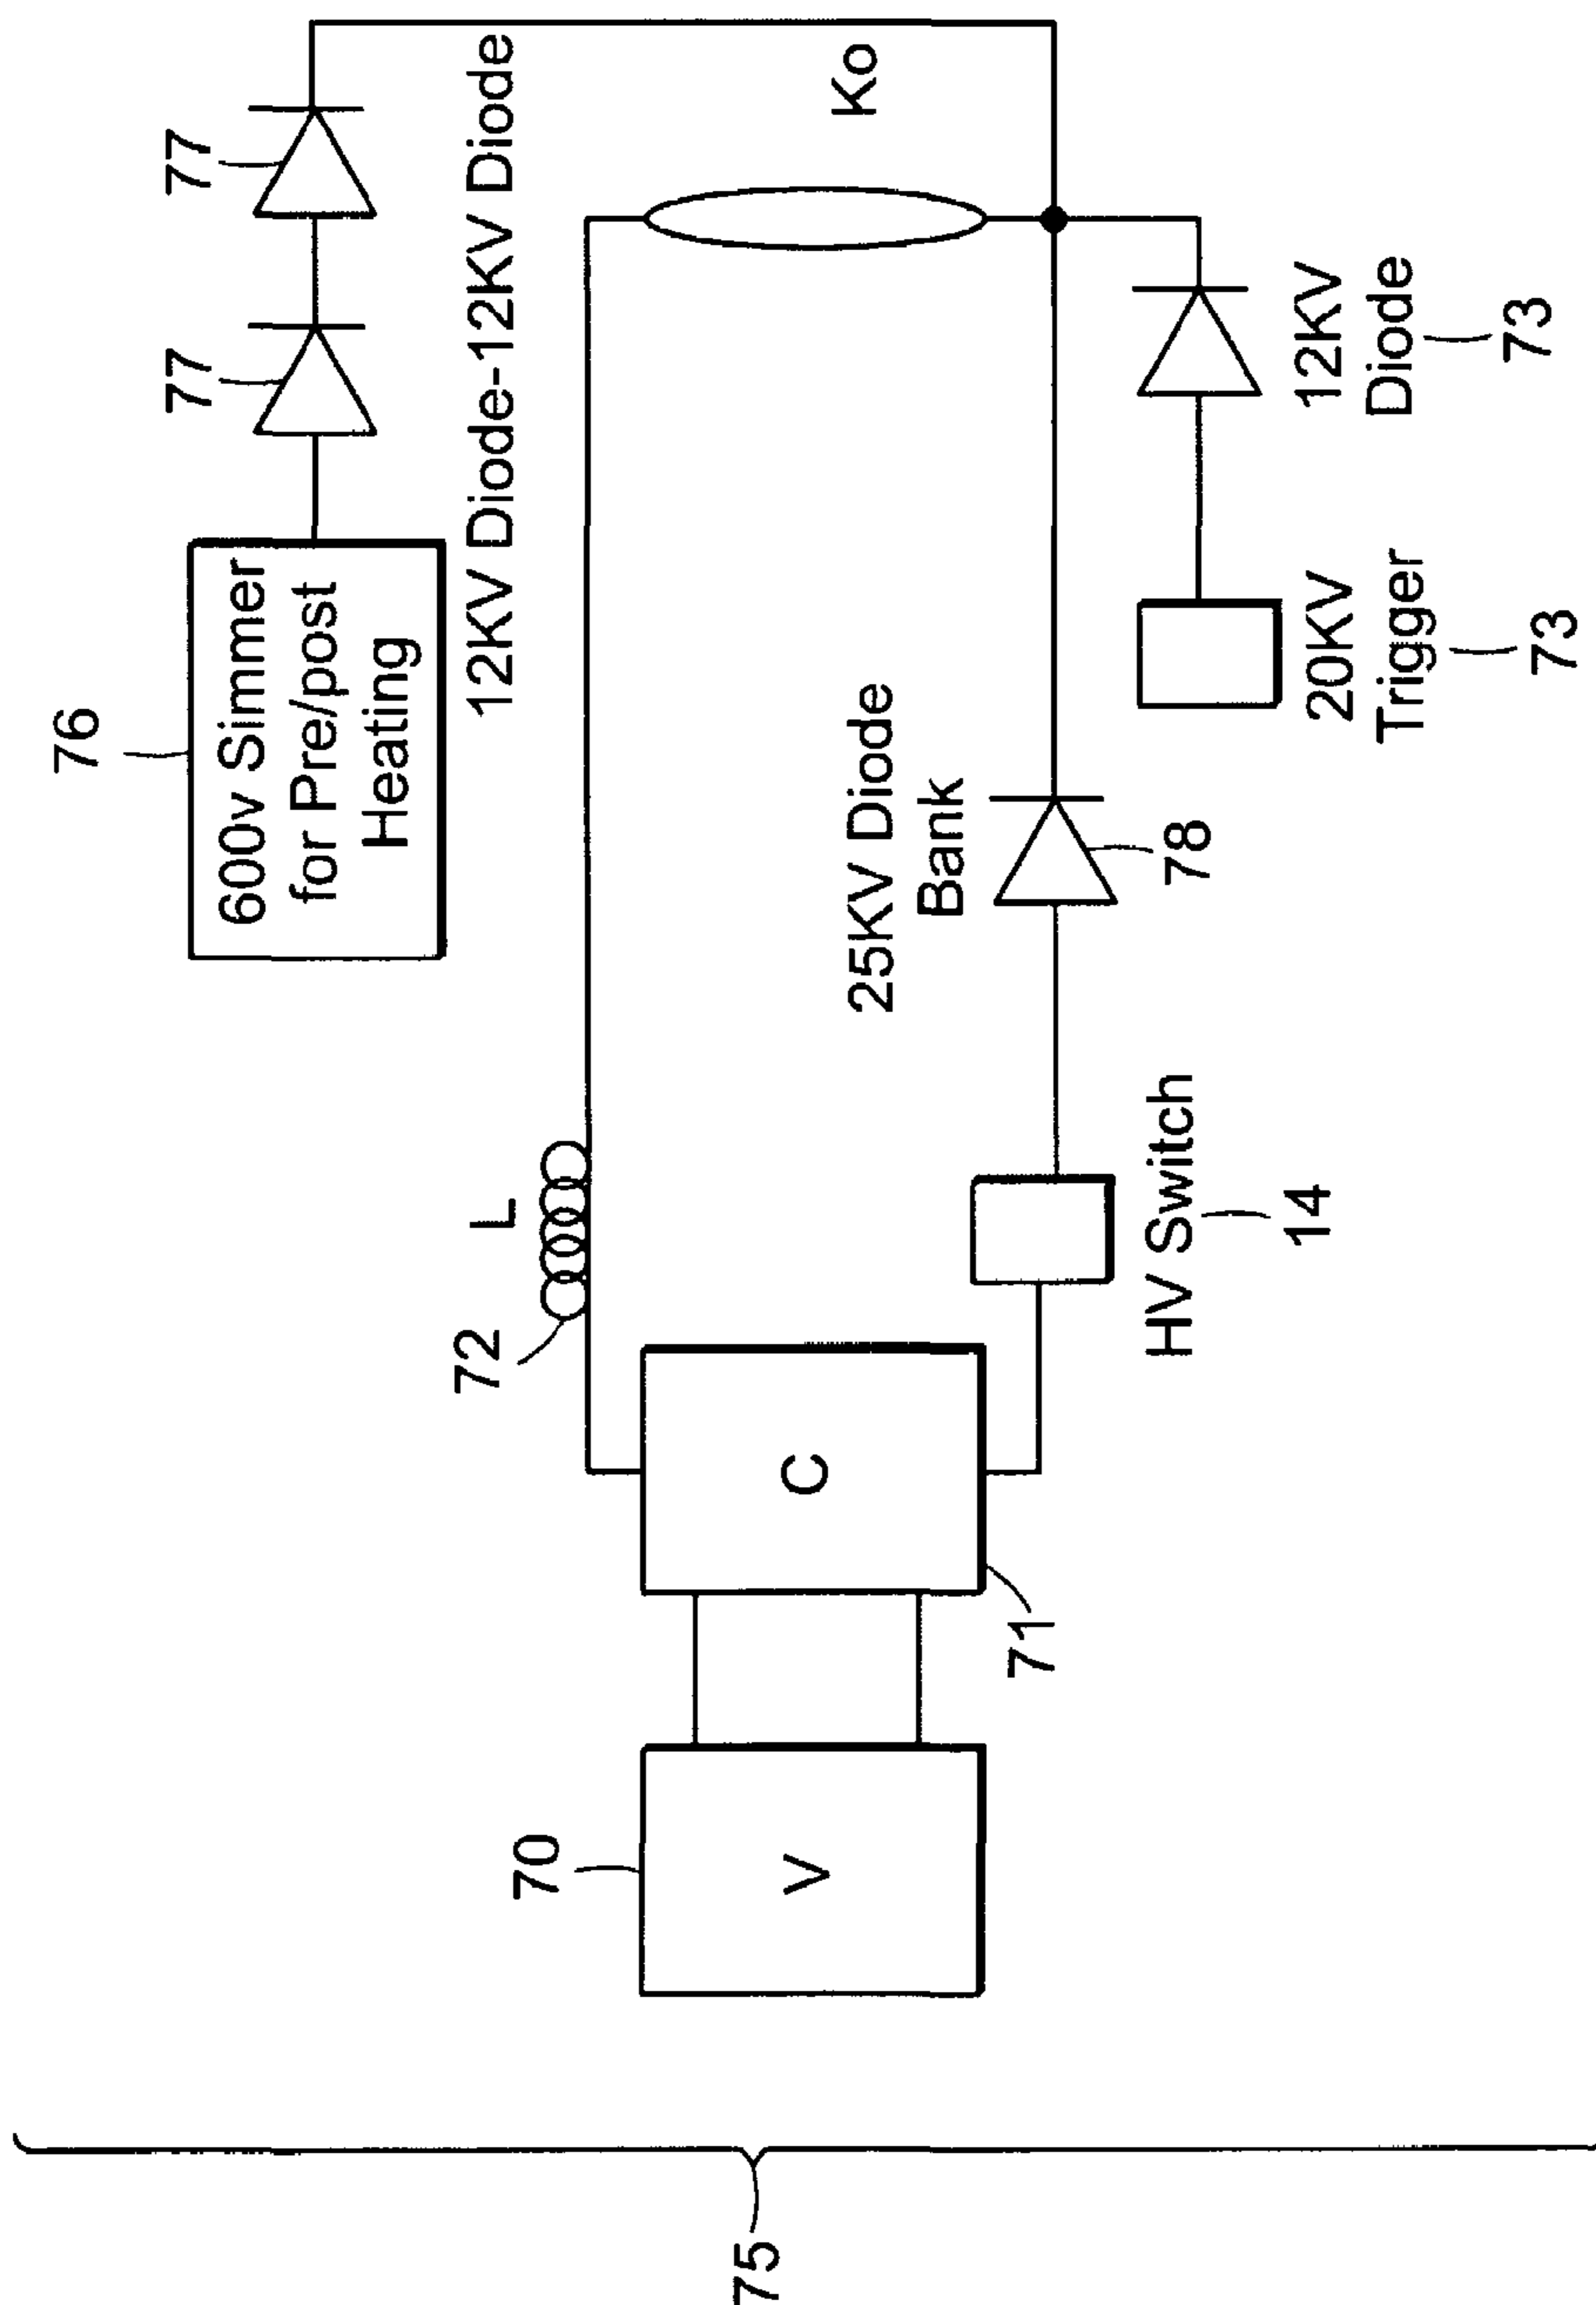 75
70
V
71
C
72
L
HV Switch
14
25KV Diode
Bank
78
76
600v Simmer
for Pre/post
Heating
77
77
12KV Diode-12KV Diode
Ko
20KV
Trigger
73
12KV
Diode
73